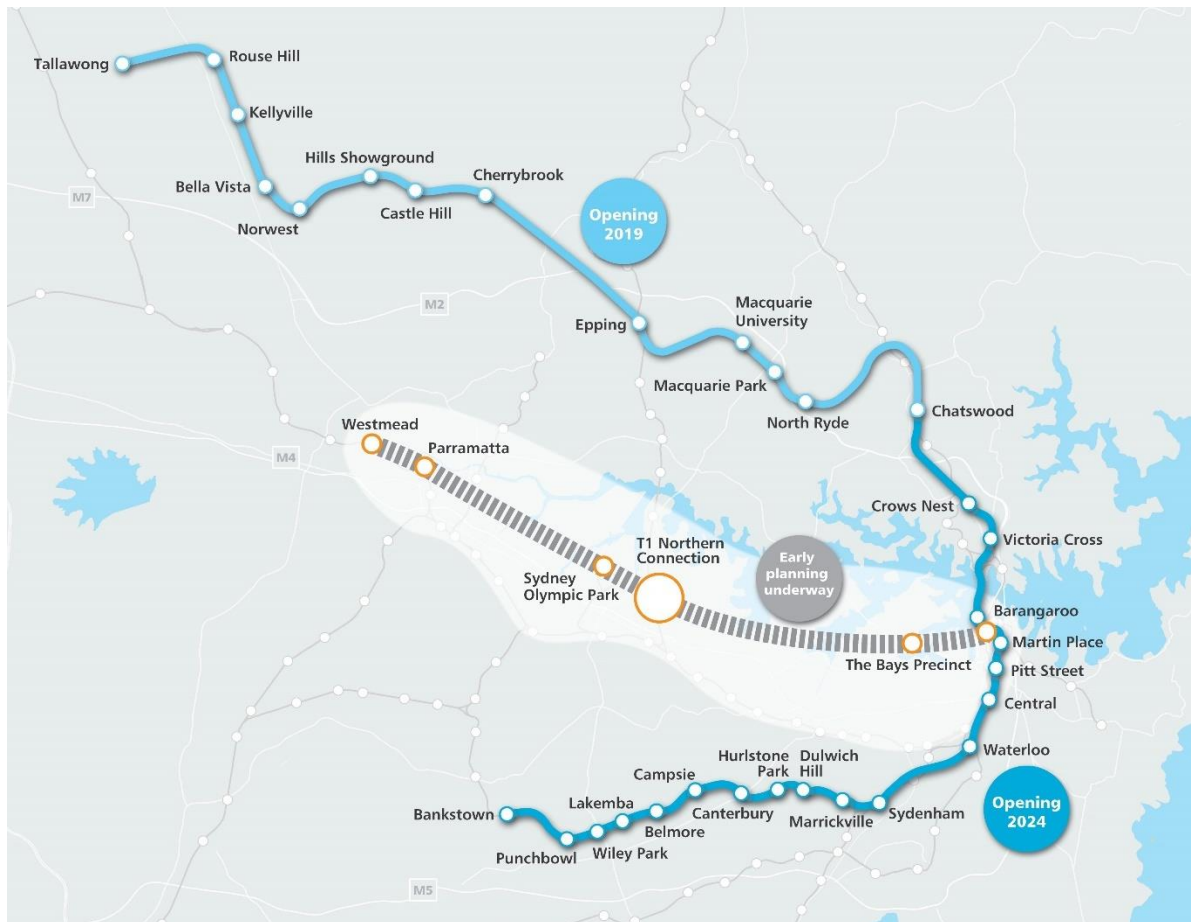 Tallawong
Rouse Hill
Kellyville
Bella Vista
Norwest
Hills Showground
Castle Hill
Cherrybrook
Opening
2019
M7
M2
Epping
Macquarie
University
Macquarie Park
North Ryde
Chatswood
Westmead
Parramatta
M4
Crows Nest
Victoria Cross
T1 Northern
Connection
Sydney
Olympic Park
Early
planning
underway
Barangaroo
Martin Place
The Bays Precinct
Pitt Street
Central
Waterloo
Hurlstone
Park
Dulwich
Hill
Campsie
Lakemba
Bankstown
Canterbury
Belmore
Marrickville
Sydenham
Punchbowl
Wiley Park
Opening
2024
M5